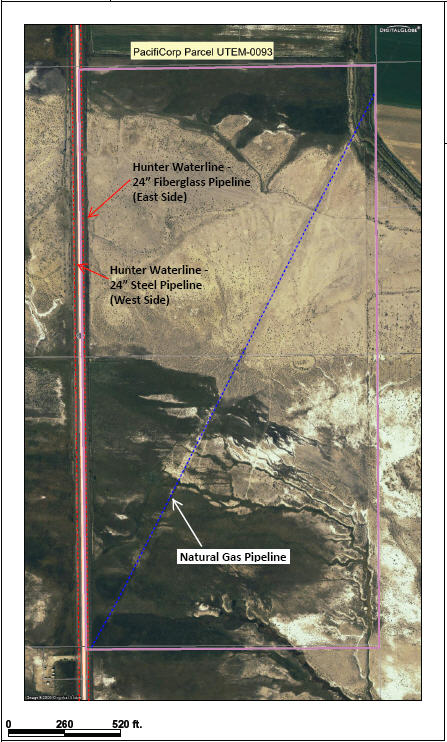 DIGITALGLOBE
PacifiCorp Parcel UTEM-0093
Hunter Waterline -
24” Fiberglass Pipeline
(East Side)
Hunter Waterline -
24” Steel Pipeline
(West Side)
Natural Gas Pipeline
0 260 520 ft.